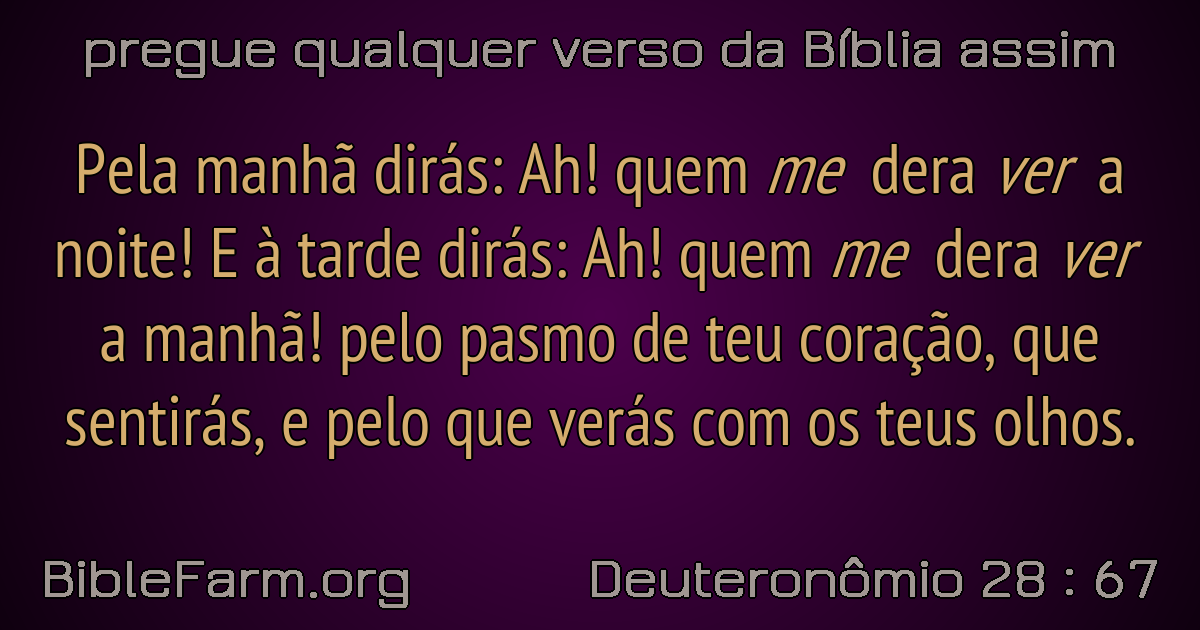 pregue qualquer verso da Bíblia assim
Pela manhã dirás: Ah! quem me dera ver a
noite! E à tarde dirás: Ah! quem me dera ver
a manhã! pelo pasmo de teu coração, que
sentirás, e pelo que verás com os teus olhos.
BibleFarm.org Deuteronômio 28 : 67